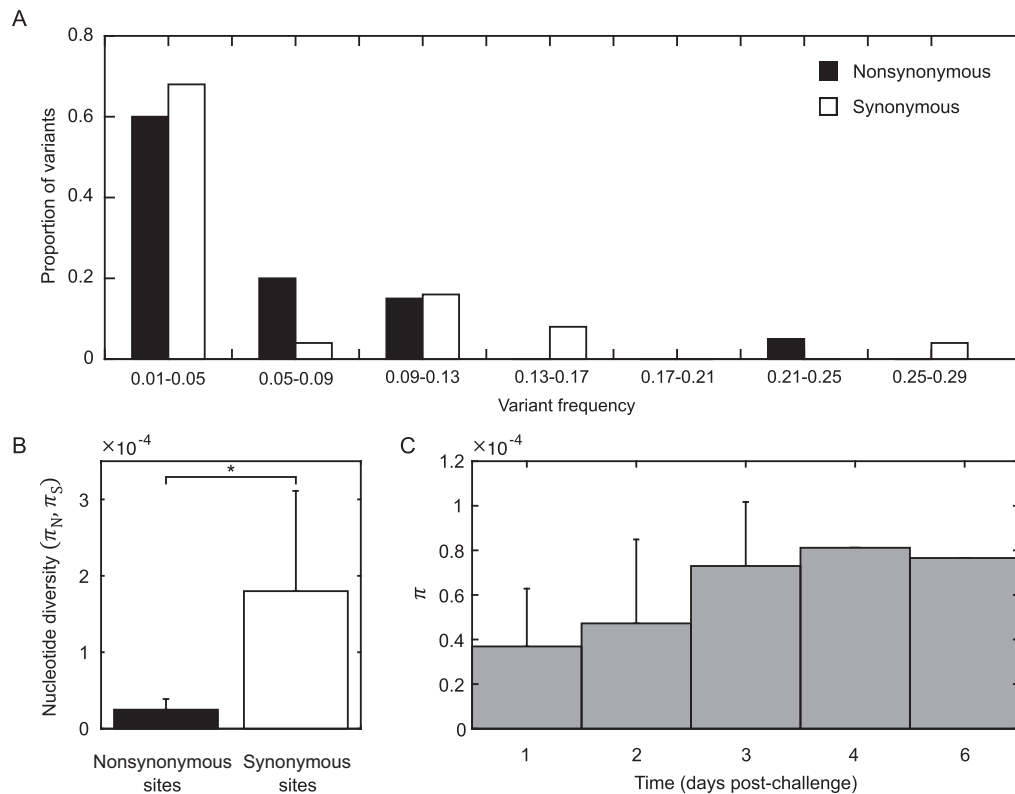 A
0.8
0.6
0.4
0.2
0
Proportion of variants
Nonsynonymous
Synonymous
0.01-0.05 0.05-0.09 0.09-0.13 0.13-0.17 0.17-0.21 0.21-0.25 0.25-0.29
Variant frequency
B
×10⁻⁴
3
2
1
0
Nucleotide diversity (πN, πS)
*
Nonsynonymous sites
Synonymous sites
C
×10⁻⁴
1.2
1
0.8
0.6
0.4
0.2
0
π
1 2 3 4 6
Time (days post-challenge)